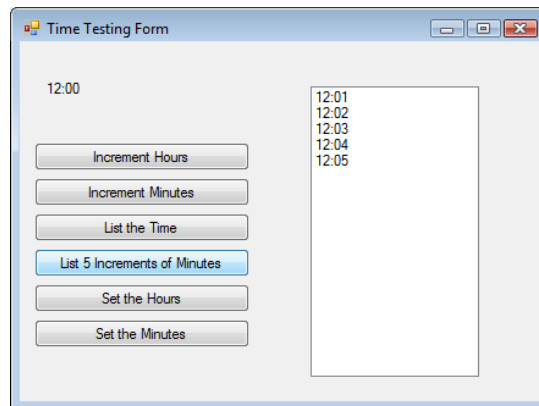 Time Testing Form
12:00
Increment Hours
Increment Minutes
List the Time
List 5 Increments of Minutes
Set the Hours
Set the Minutes
12:01
12:02
12:03
12:04
12:05